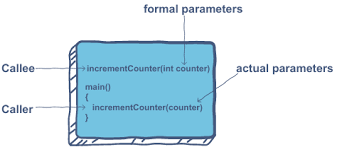 formal parameters
Callee
incrementCounter(int counter)
actual parameters
main()
{
Caller
incrementCounter(counter)
}